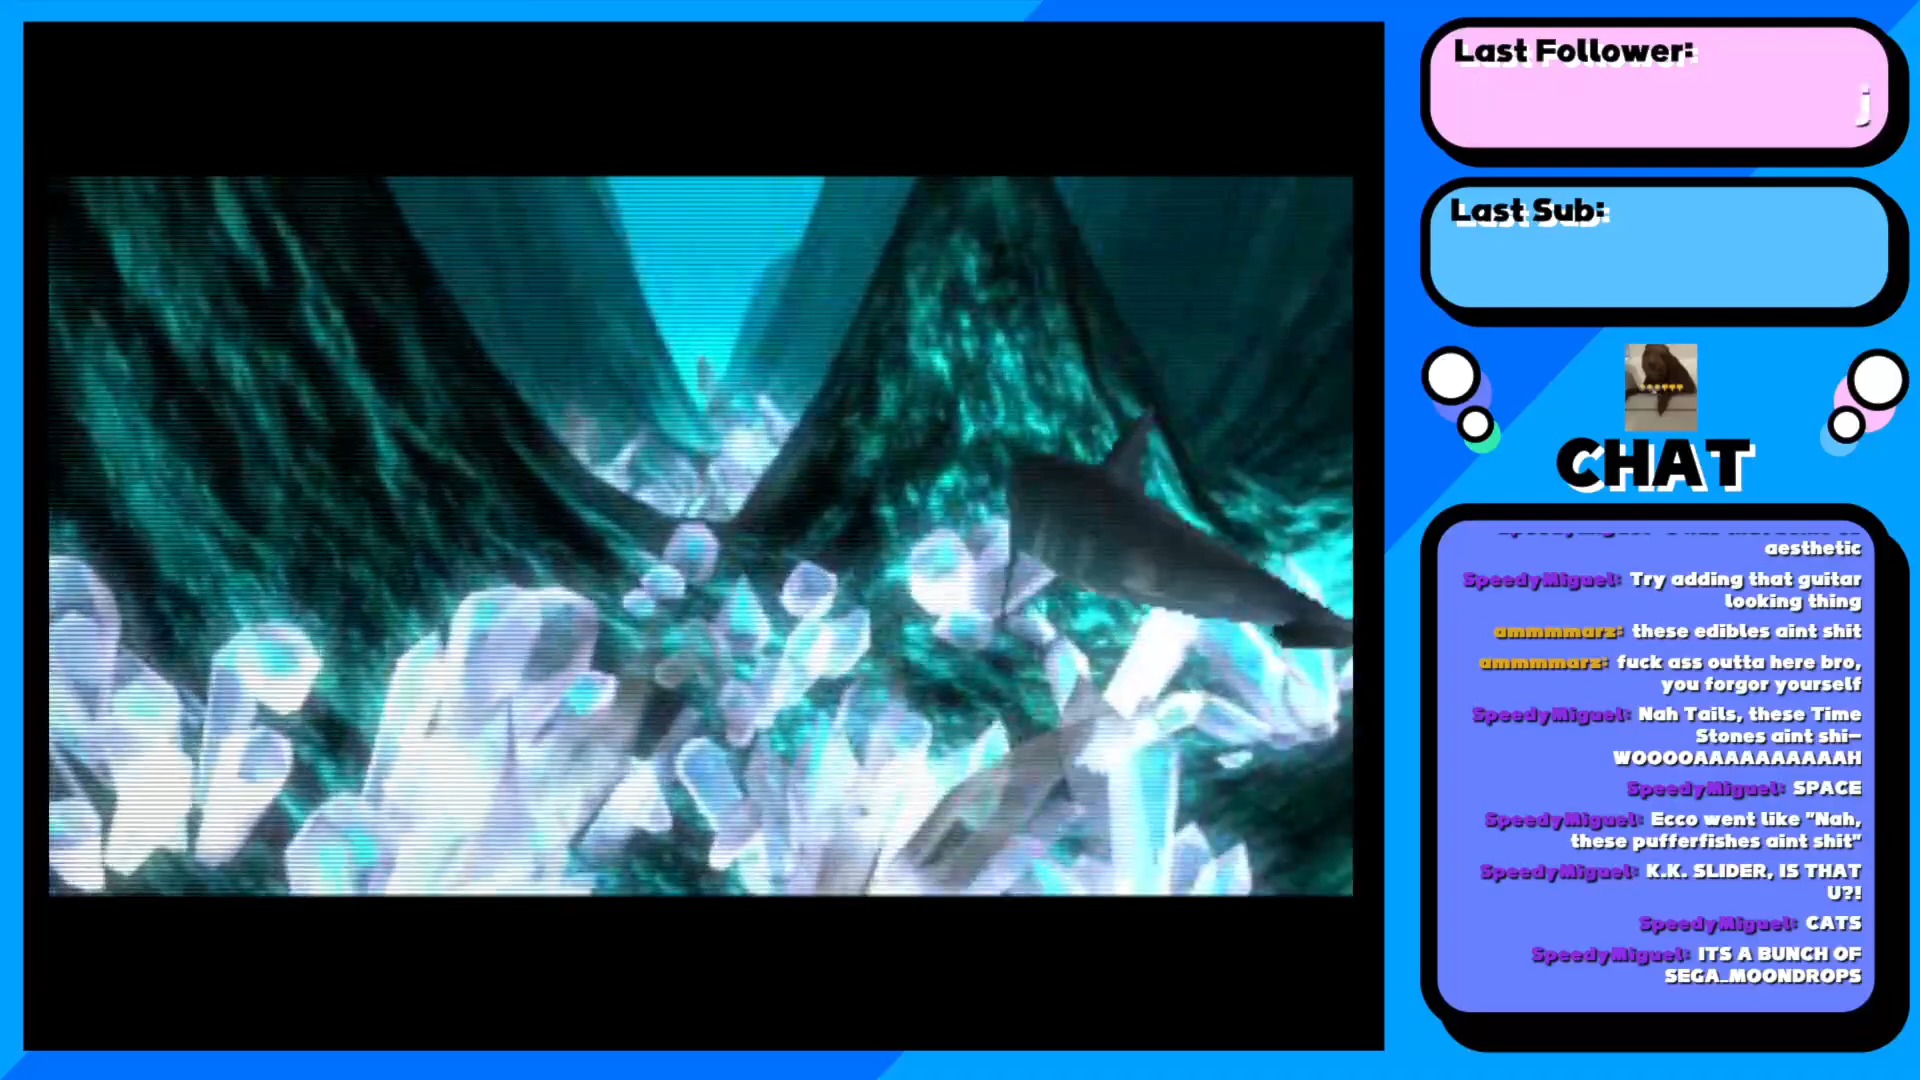 Last Follower:
j
Last Sub:
CHAT
aesthetic
SpeedyMiguel: Try adding that guitar
looking thing
ammmmarz: these edibles aint shit
ammmmarz: fuck ass outta here bro,
you forgor yourself
SpeedyMiguel: Nah Tails, these Time
Stones aint shi—
WOOOOAAAAAAAAAAH
SpeedyMiguel: SPACE
SpeedyMiguel: Ecco went like "Nah,
these pufferfishes aint shit"
SpeedyMiguel: K.K. SLIDER, IS THAT
U?!
SpeedyMiguel: CATS
SpeedyMiguel: ITS A BUNCH OF
SEGA_MOONDROPS